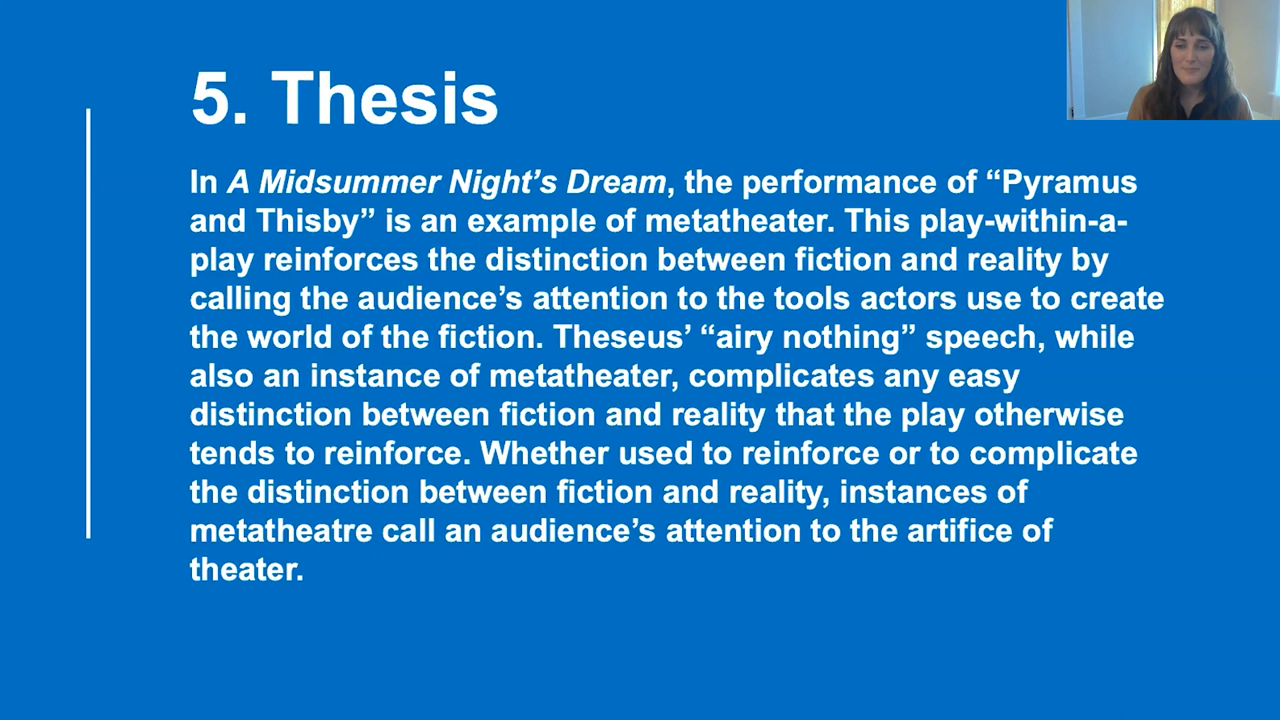 5. Thesis
In A Midsummer Night’s Dream, the performance of “Pyramus
and Thisby” is an example of metatheater. This play-within-a-
play reinforces the distinction between fiction and reality by
calling the audience’s attention to the tools actors use to create
the world of the fiction. Theseus’ “airy nothing” speech, while
also an instance of metatheater, complicates any easy
distinction between fiction and reality that the play otherwise
tends to reinforce. Whether used to reinforce or to complicate
the distinction between fiction and reality, instances of
metatheatre call an audience’s attention to the artifice of
theater.